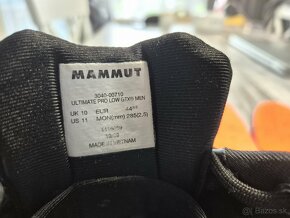 MAMMUT
3040-00710
ULTIMATE PRO LOW GTX® MEN
UK 10 EUR 44⅔
US 11 MON(mm) 285(2,5)
MADE IN VIETNAM
bazos.sk